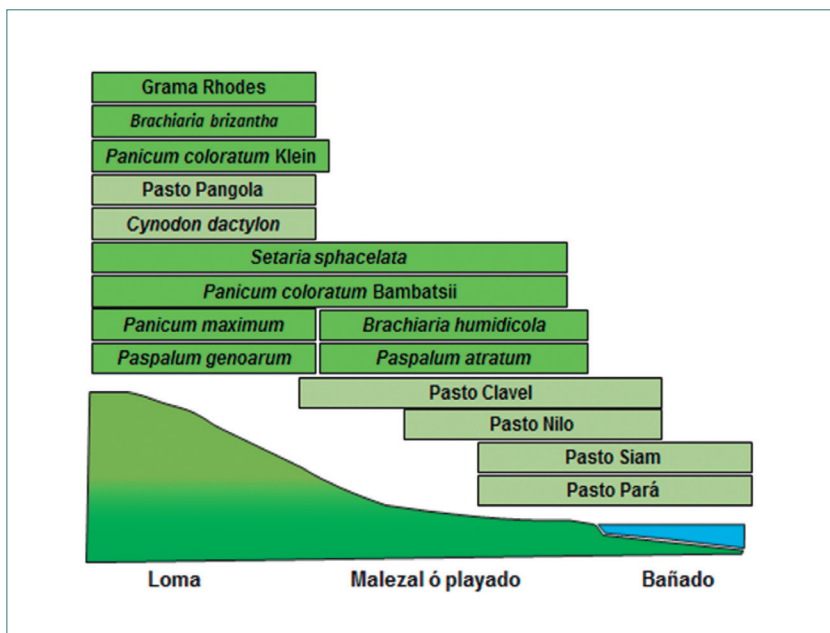 Grama Rhodes
Brachiaria brizantha
Panicum coloratum Klein
Pasto Pangola
Cynodon dactylon
Setaria sphacelata
Panicum coloratum Bambatsii
Panicum maximum
Brachiaria humidicola
Paspalum genoarum
Paspalum atratum
Pasto Clavel
Pasto Nilo
Pasto Siam
Pasto Pará
Loma
Malezal ó playado
Bañado